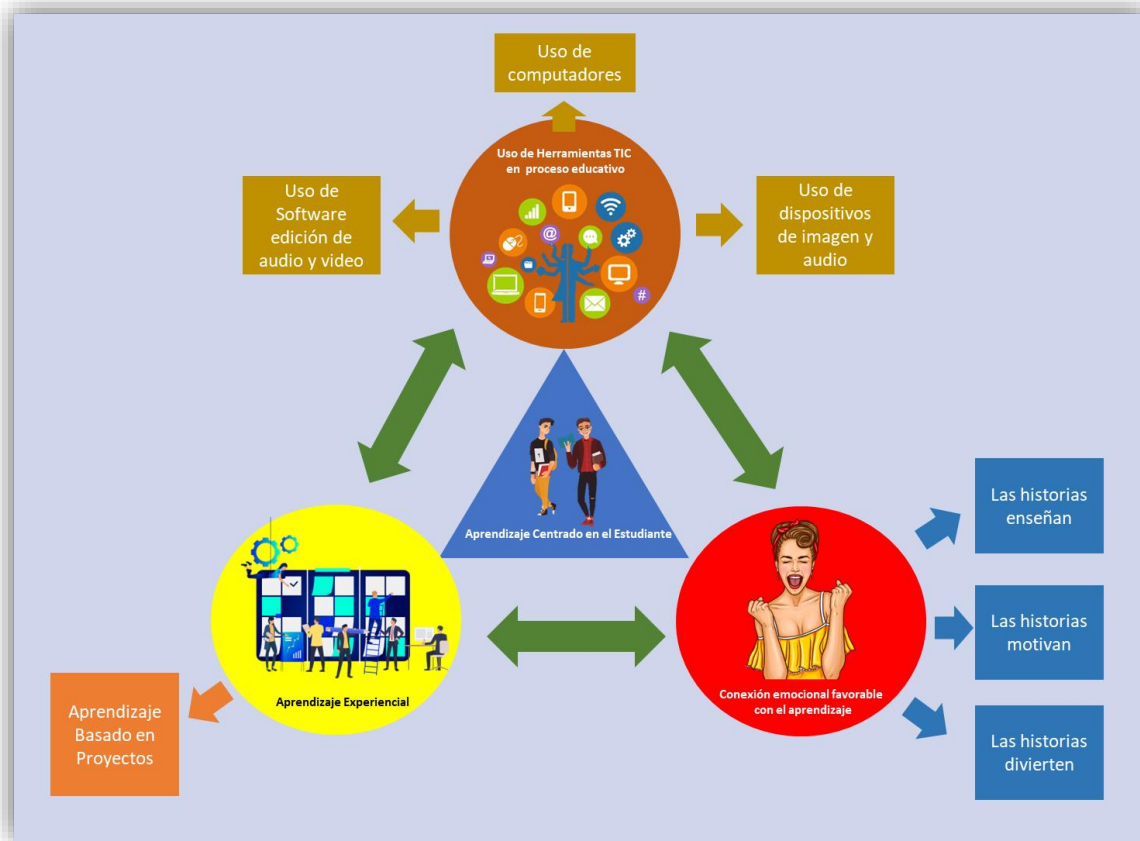 Uso de
computadores
Uso de Herramientas TIC
en proceso educativo
Uso de
Software
edición de
audio y video
Uso de
dispositivos
de imagen y
audio
@
#
Aprendizaje Centrado en el Estudiante
Las historias
enseñan
Las historias
motivan
Las historias
divierten
Aprendizaje Experiencial
Conexión emocional favorable
con el aprendizaje
Aprendizaje
Basado en
Proyectos